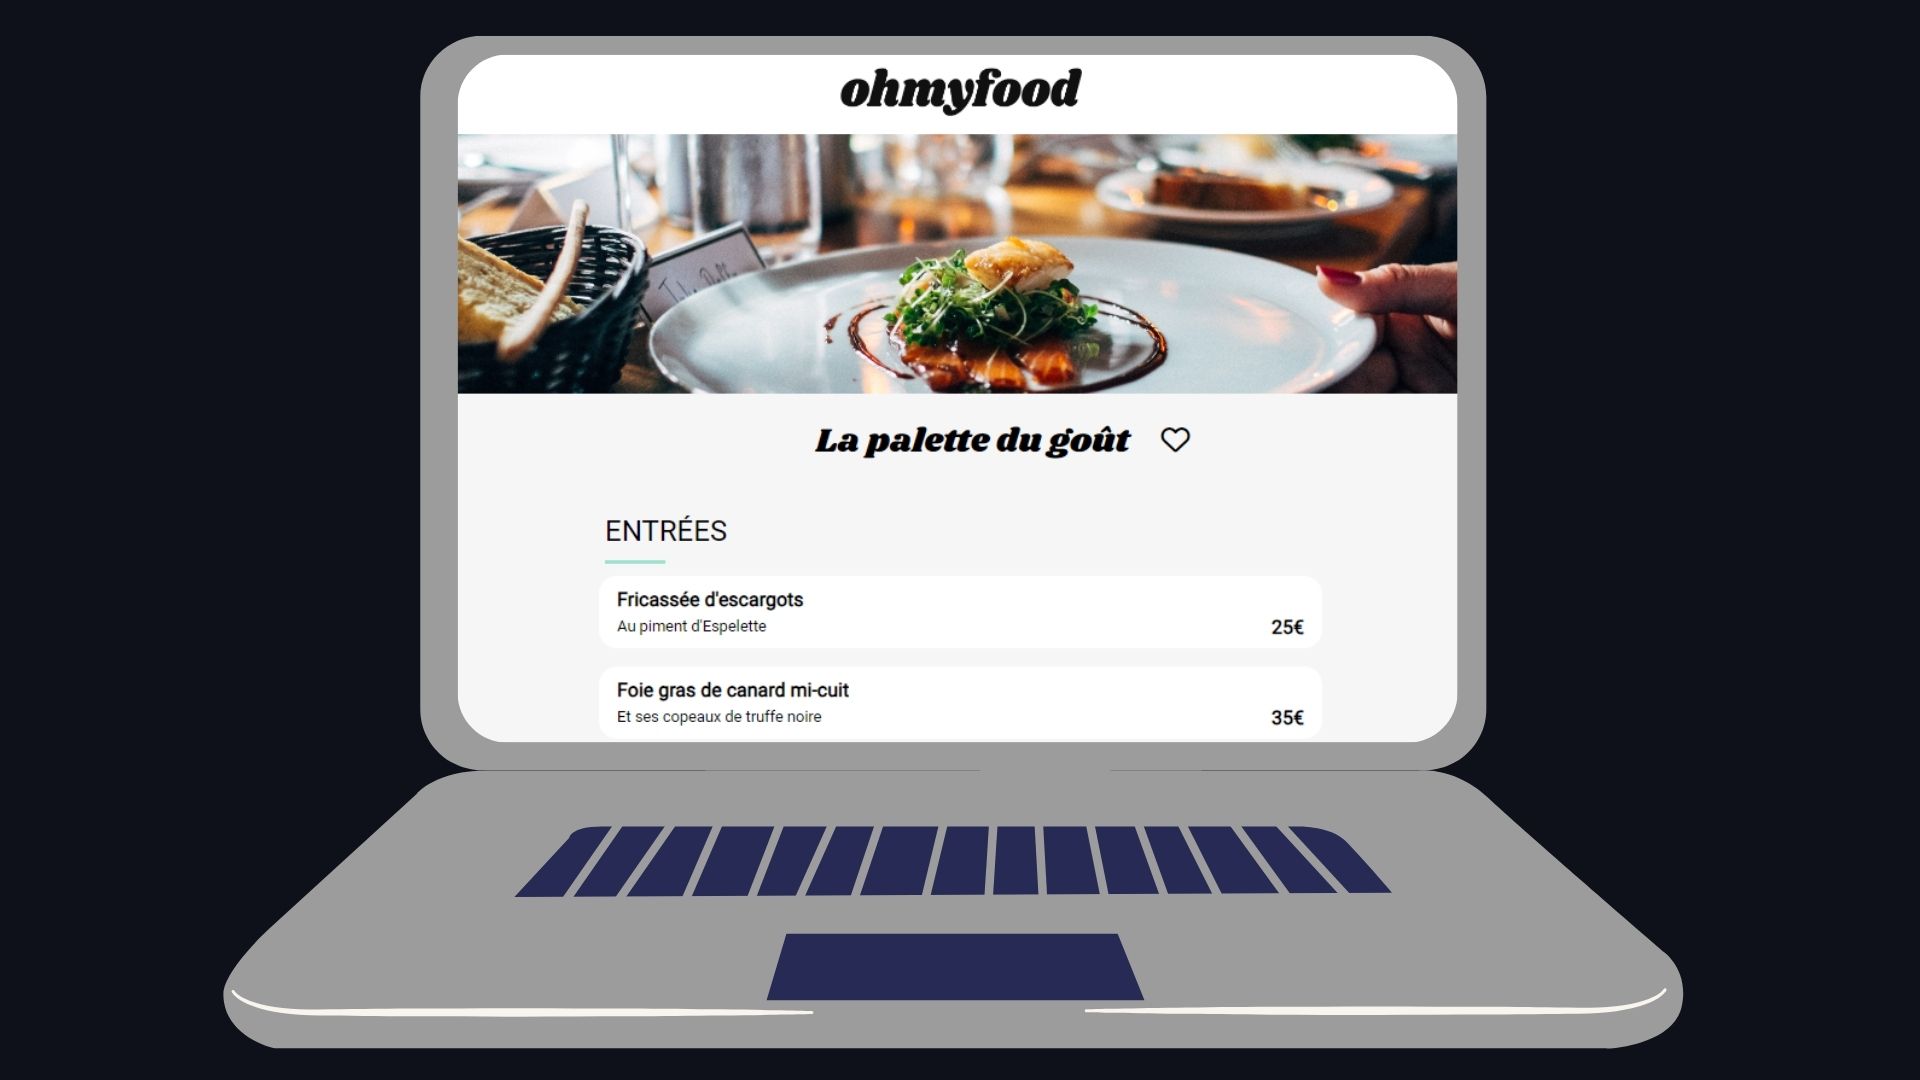 ohmyfood
La palette du goût
ENTRÉES
Fricassée d'escargots
Au piment d'Espelette
25€
Foie gras de canard mi-cuit
Et ses copeaux de truffe noire
35€